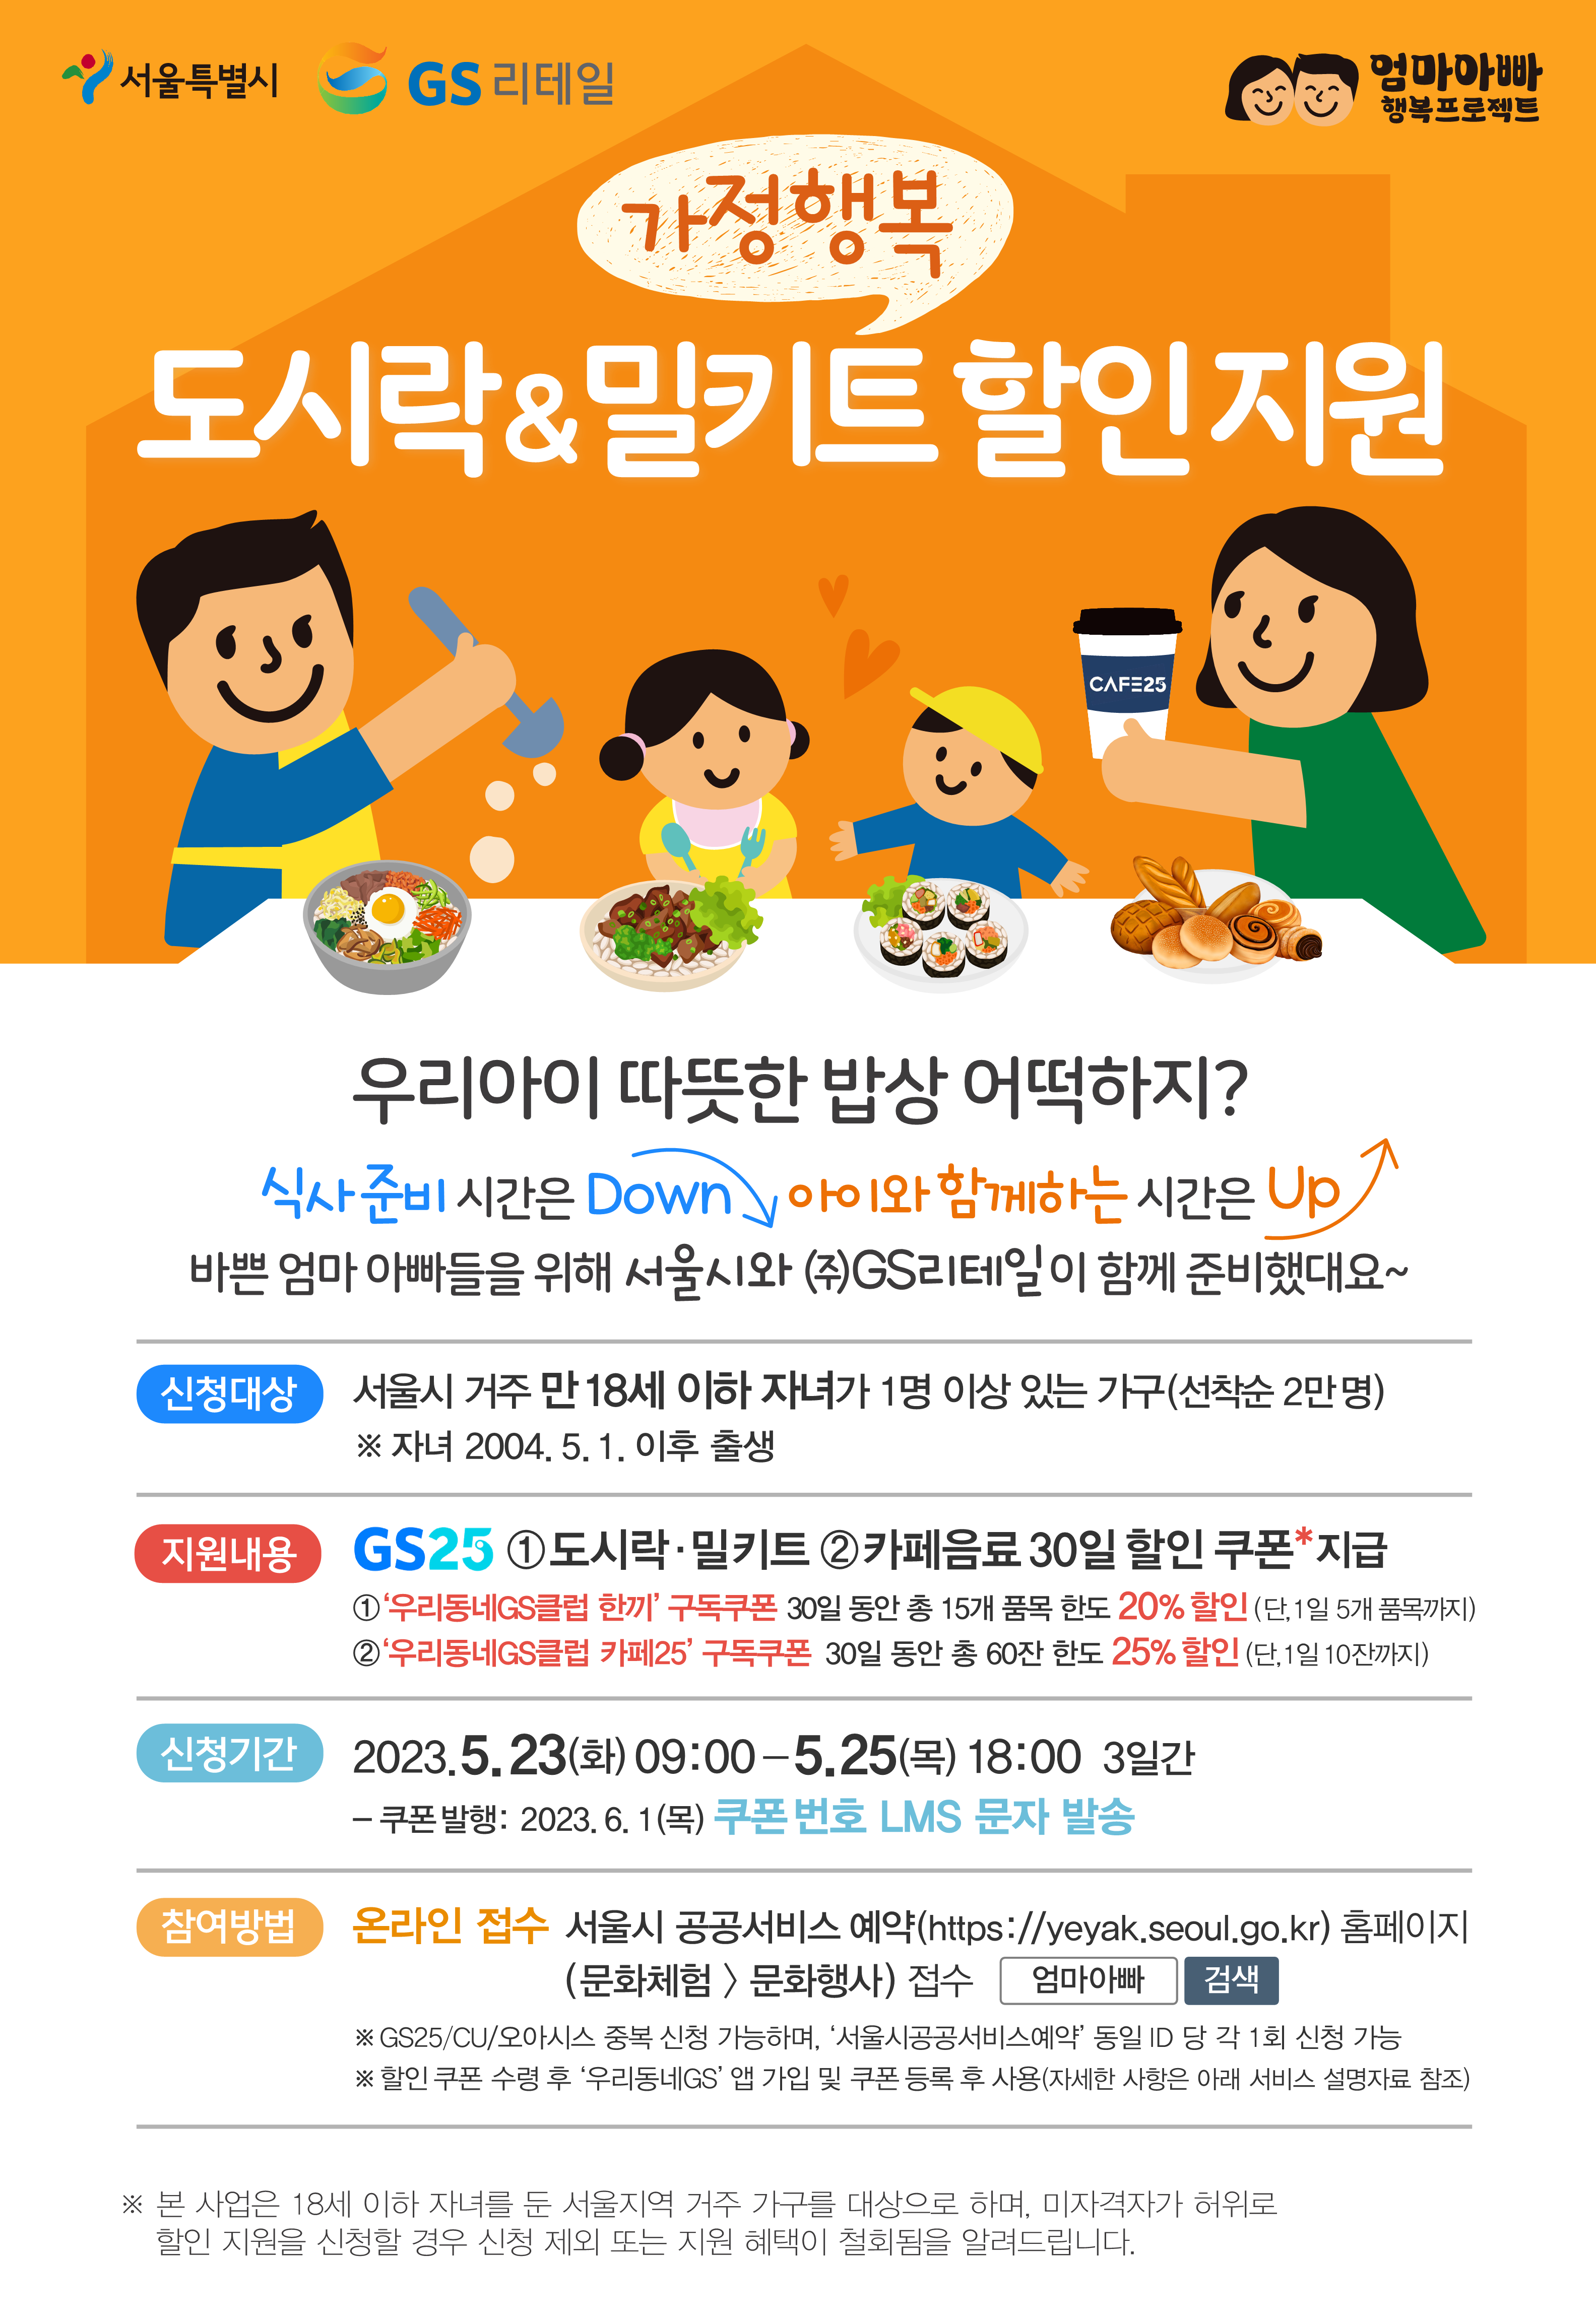 서울특별시 GS리테일 엄마아빠
행복프로젝트
가정행복
도시락&밀키트 할인 지원
CAFE25
우리아이 따뜻한 밥상 어떡하지?
식사 준비 시간은 Down 아이와 함께하는 시간은 Up
바쁜 엄마 아빠들을 위해 서울시와 (주)GS리테일이 함께 준비했대요~
신청대상 서울시 거주 만 18세 이하 자녀가 1명 이상 있는 가구(선착순 2만 명)
※ 자녀 2004. 5. 1. 이후 출생
지원내용 GS25 ①도시락·밀키트 ②카페음료 30일 할인 쿠폰* 지급
①‘우리동네GS클럽 한끼’ 구독쿠폰 30일 동안 총 15개 품목 한도 20% 할인 (단,1일 5개 품목까지)
②‘우리동네GS클럽 카페25’ 구독쿠폰 30일 동안 총 60잔 한도 25% 할인 (단,1일 10잔까지)
신청기간 2023. 5. 23(화) 09:00 – 5. 25(목) 18:00 3일간
– 쿠폰 발행: 2023. 6. 1(목) 쿠폰 번호 LMS 문자 발송
참여방법 온라인 접수 서울시 공공서비스 예약(https://yeyak.seoul.go.kr) 홈페이지
(문화체험 〉 문화행사) 접수 엄마아빠 검색
※ GS25/CU/오아시스 중복 신청 가능하며, ‘서울시공공서비스예약’ 동일 ID 당 각 1회 신청 가능
※ 할인 쿠폰 수령 후 ‘우리동네GS’ 앱 가입 및 쿠폰 등록 후 사용(자세한 사항은 아래 서비스 설명자료 참조)
※ 본 사업은 18세 이하 자녀를 둔 서울지역 거주 가구를 대상으로 하며, 미자격자가 허위로
할인 지원을 신청할 경우 신청 제외 또는 지원 혜택이 철회됨을 알려드립니다.